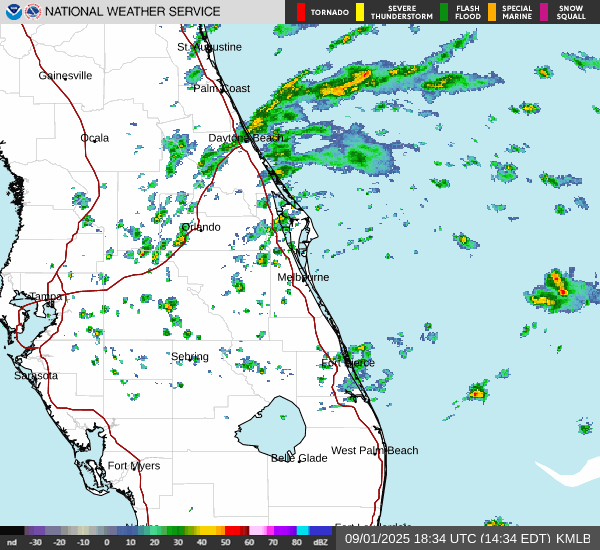 NATIONAL WEATHER SERVICE
TORNADO
SEVERE THUNDERSTORM
FLASH FLOOD
SPECIAL MARINE
SNOW SQUALL
St. Augustine
Gainesville
Palm Coast
Ocala
Daytona Beach
Orlando
Melbourne
Tampa
Sebring
Fort Pierce
Sarasota
West Palm Beach
Belle Glade
Fort Myers
Fort Lauderdale
nd -30 -20 -10 0 10 20 30 40 50 60 70 80 dBZ
09/01/2025 18:34 UTC (14:34 EDT) KMLB